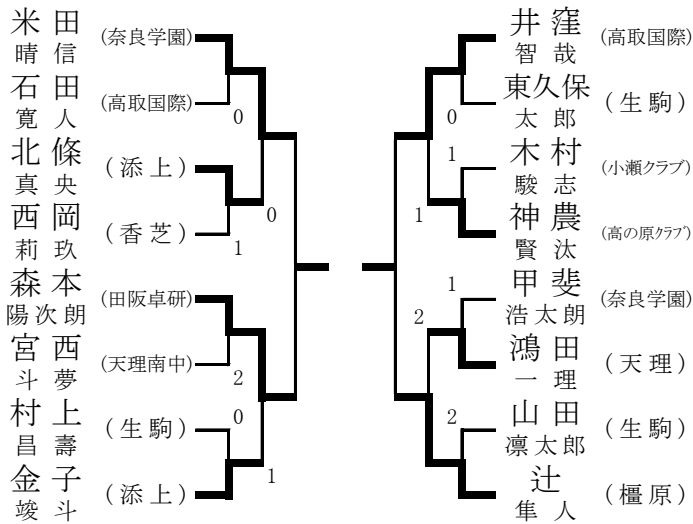 米田 (奈良学園)
晴信
石田 (高取国際)
寛人
0
北條 (添上)
真央
0
西岡 (香芝)
莉玖
1
森本 (田阪卓研)
陽次朗
宮西 (天理南中)
斗夢
2
村上 (生駒)
昌壽
0
金子 (添上)
竣斗
1
井窪 (高取国際)
智哉
東久保 (生駒)
太郎
0
木村 (小瀬クラブ)
駿志
1
神農 (高の原クラブ)
賢汰
1
甲斐 (奈良学園)
浩太朗
1
2
鴻田 (天理)
一理
山田 (生駒)
凛太郎
2
辻 (橿原)
隼人